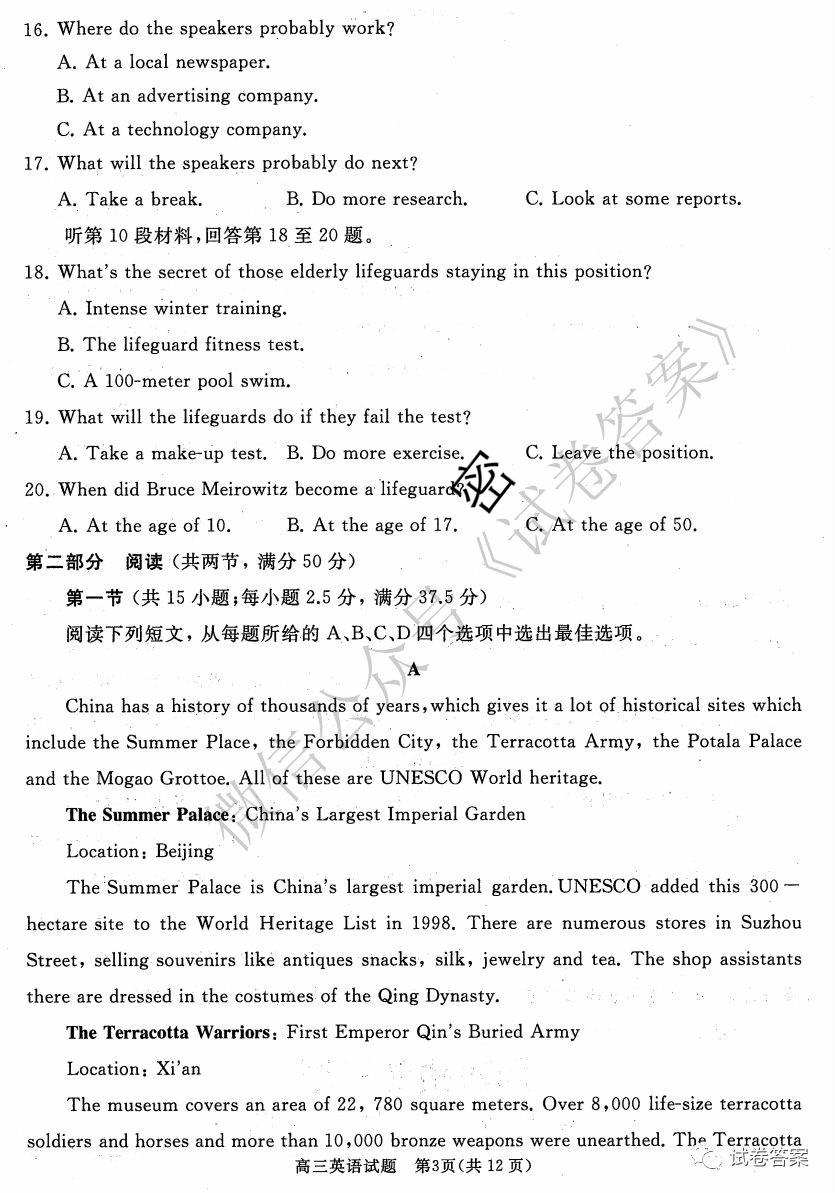 16. Where do the speakers probably work?
A. At a local newspaper.
B. At an advertising company.
C. At a technology company.
17. What will the speakers probably do next?
A. Take a break. B. Do more research. C. Look at some reports.
听第 10 段材料,回答第 18 至 20 题。
18. What's the secret of those elderly lifeguards staying in this position?
A. Intense winter training.
B. The lifeguard fitness test.
C. A 100-meter pool swim.
19. What will the lifeguards do if they fail the test?
A. Take a make-up test. B. Do more exercise. C. Leave the position.
密
20. When did Bruce Meirowitz become a lifeguard?
A. At the age of 10. B. At the age of 17. C. At the age of 50.
第二部分 阅读(共两节,满分 50 分)
第一节(共 15 小题;每小题 2.5 分,满分 37.5 分)
阅读下列短文,从每题所给的 A、B、C、D 四个选项中选出最佳选项。
A
China has a history of thousands of years, which gives it a lot of historical sites which
include the Summer Place, the Forbidden City, the Terracotta Army, the Potala Palace
and the Mogao Grottoe. All of these are UNESCO World heritage.
The Summer Palace: China's Largest Imperial Garden
Location: Beijing
The Summer Palace is China's largest imperial garden. UNESCO added this 300-
hectare site to the World Heritage List in 1998. There are numerous stores in Suzhou
Street, selling souvenirs like antiques snacks, silk, jewelry and tea. The shop assistants
there are dressed in the costumes of the Qing Dynasty.
The Terracotta Warriors: First Emperor Qin's Buried Army
Location: Xi'an
The museum covers an area of 22, 780 square meters. Over 8,000 life-size terracotta
soldiers and horses and more than 10,000 bronze weapons were unearthed. The Terracotta
高三英语试题 第3页(共 12 页)
微信公众号《试卷答案》
试卷答案